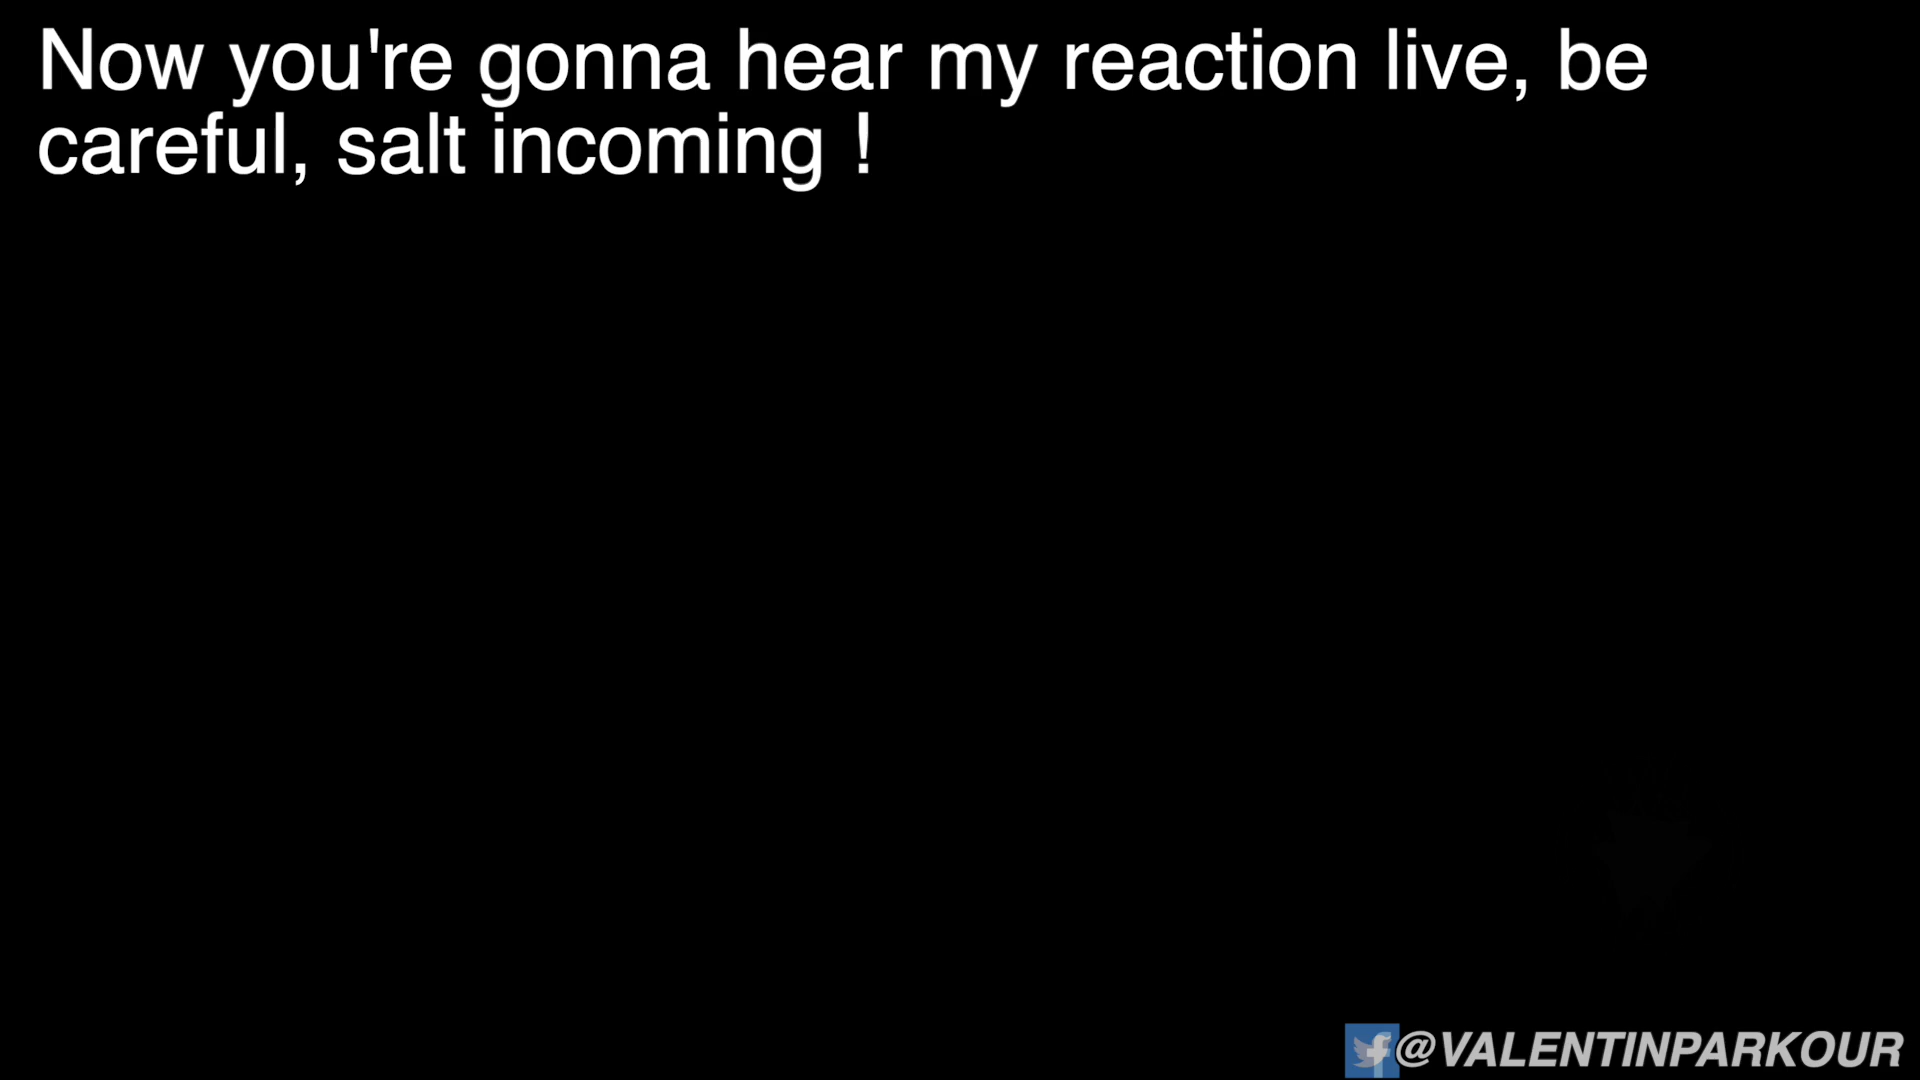 Now you're gonna hear my reaction live, be
careful, salt incoming !
@VALENTINPARKOUR